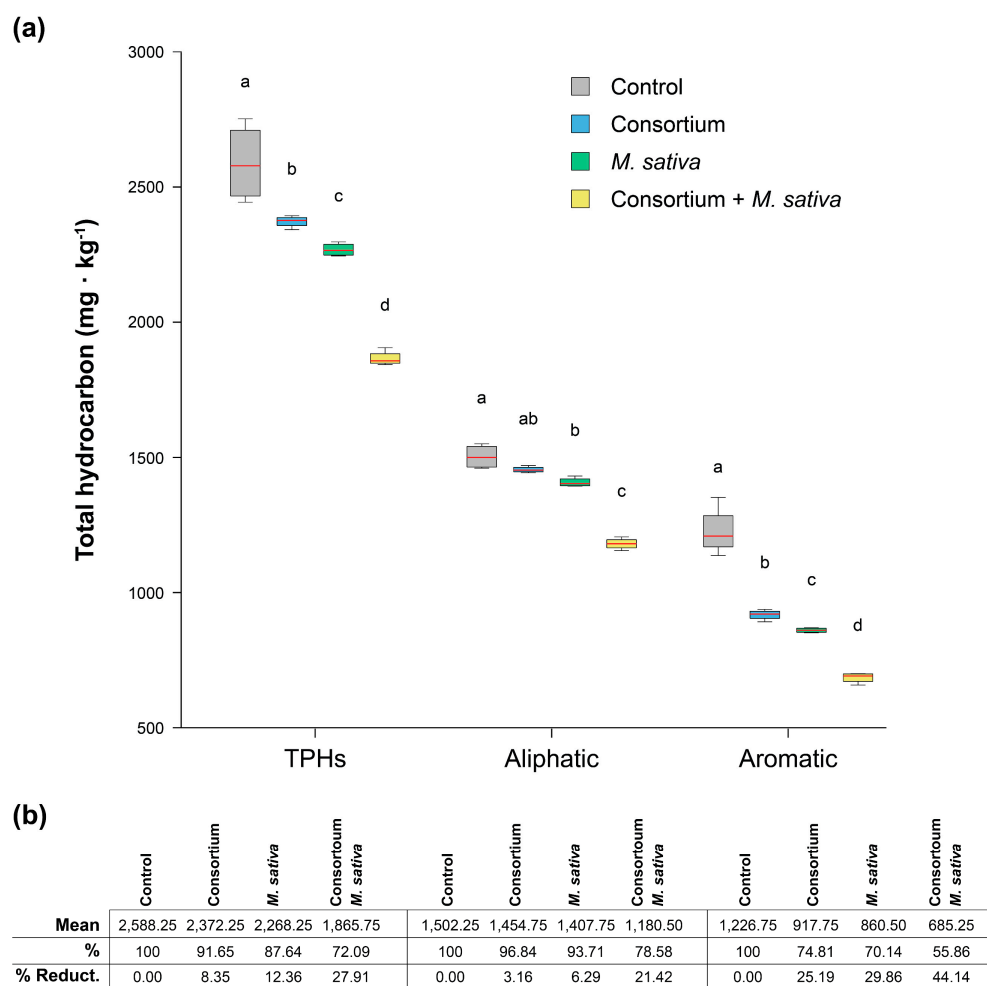 (a)
Total hydrocarbon (mg · kg⁻¹)
3000
2500
2000
1500
1000
500
a
b
c
d
a
ab
b
c
a
b
c
d
Control
Consortium
M. sativa
Consortium + M. sativa
TPHs
Aliphatic
Aromatic
(b)
Control
Consortium
M. sativa
Consortoum
M. sativa
Control
Consortium
M. sativa
Consortoum
M. sativa
Control
Consortium
M. sativa
Consortoum
M. sativa
Mean 2,588.25 2,372.25 2,268.25 1,865.75 1,502.25 1,454.75 1,407.75 1,180.50 1,226.75 917.75 860.50 685.25
% 100 91.65 87.64 72.09 100 96.84 93.71 78.58 100 74.81 70.14 55.86
% Reduct. 0.00 8.35 12.36 27.91 0.00 3.16 6.29 21.42 0.00 25.19 29.86 44.14